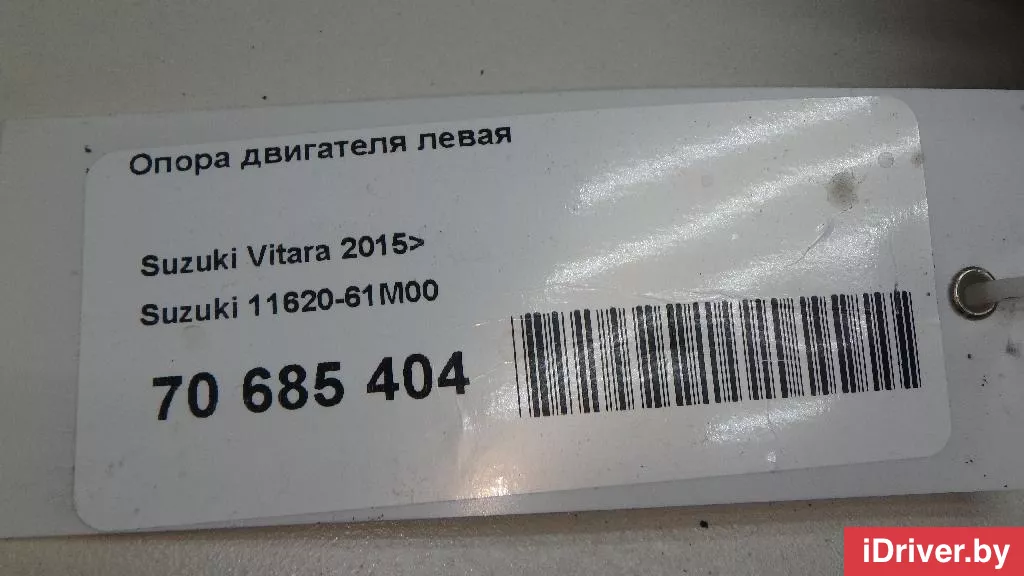 Опора двигателя левая
Suzuki Vitara 2015>
Suzuki 11620-61M00
70 685 404
iDriver.by